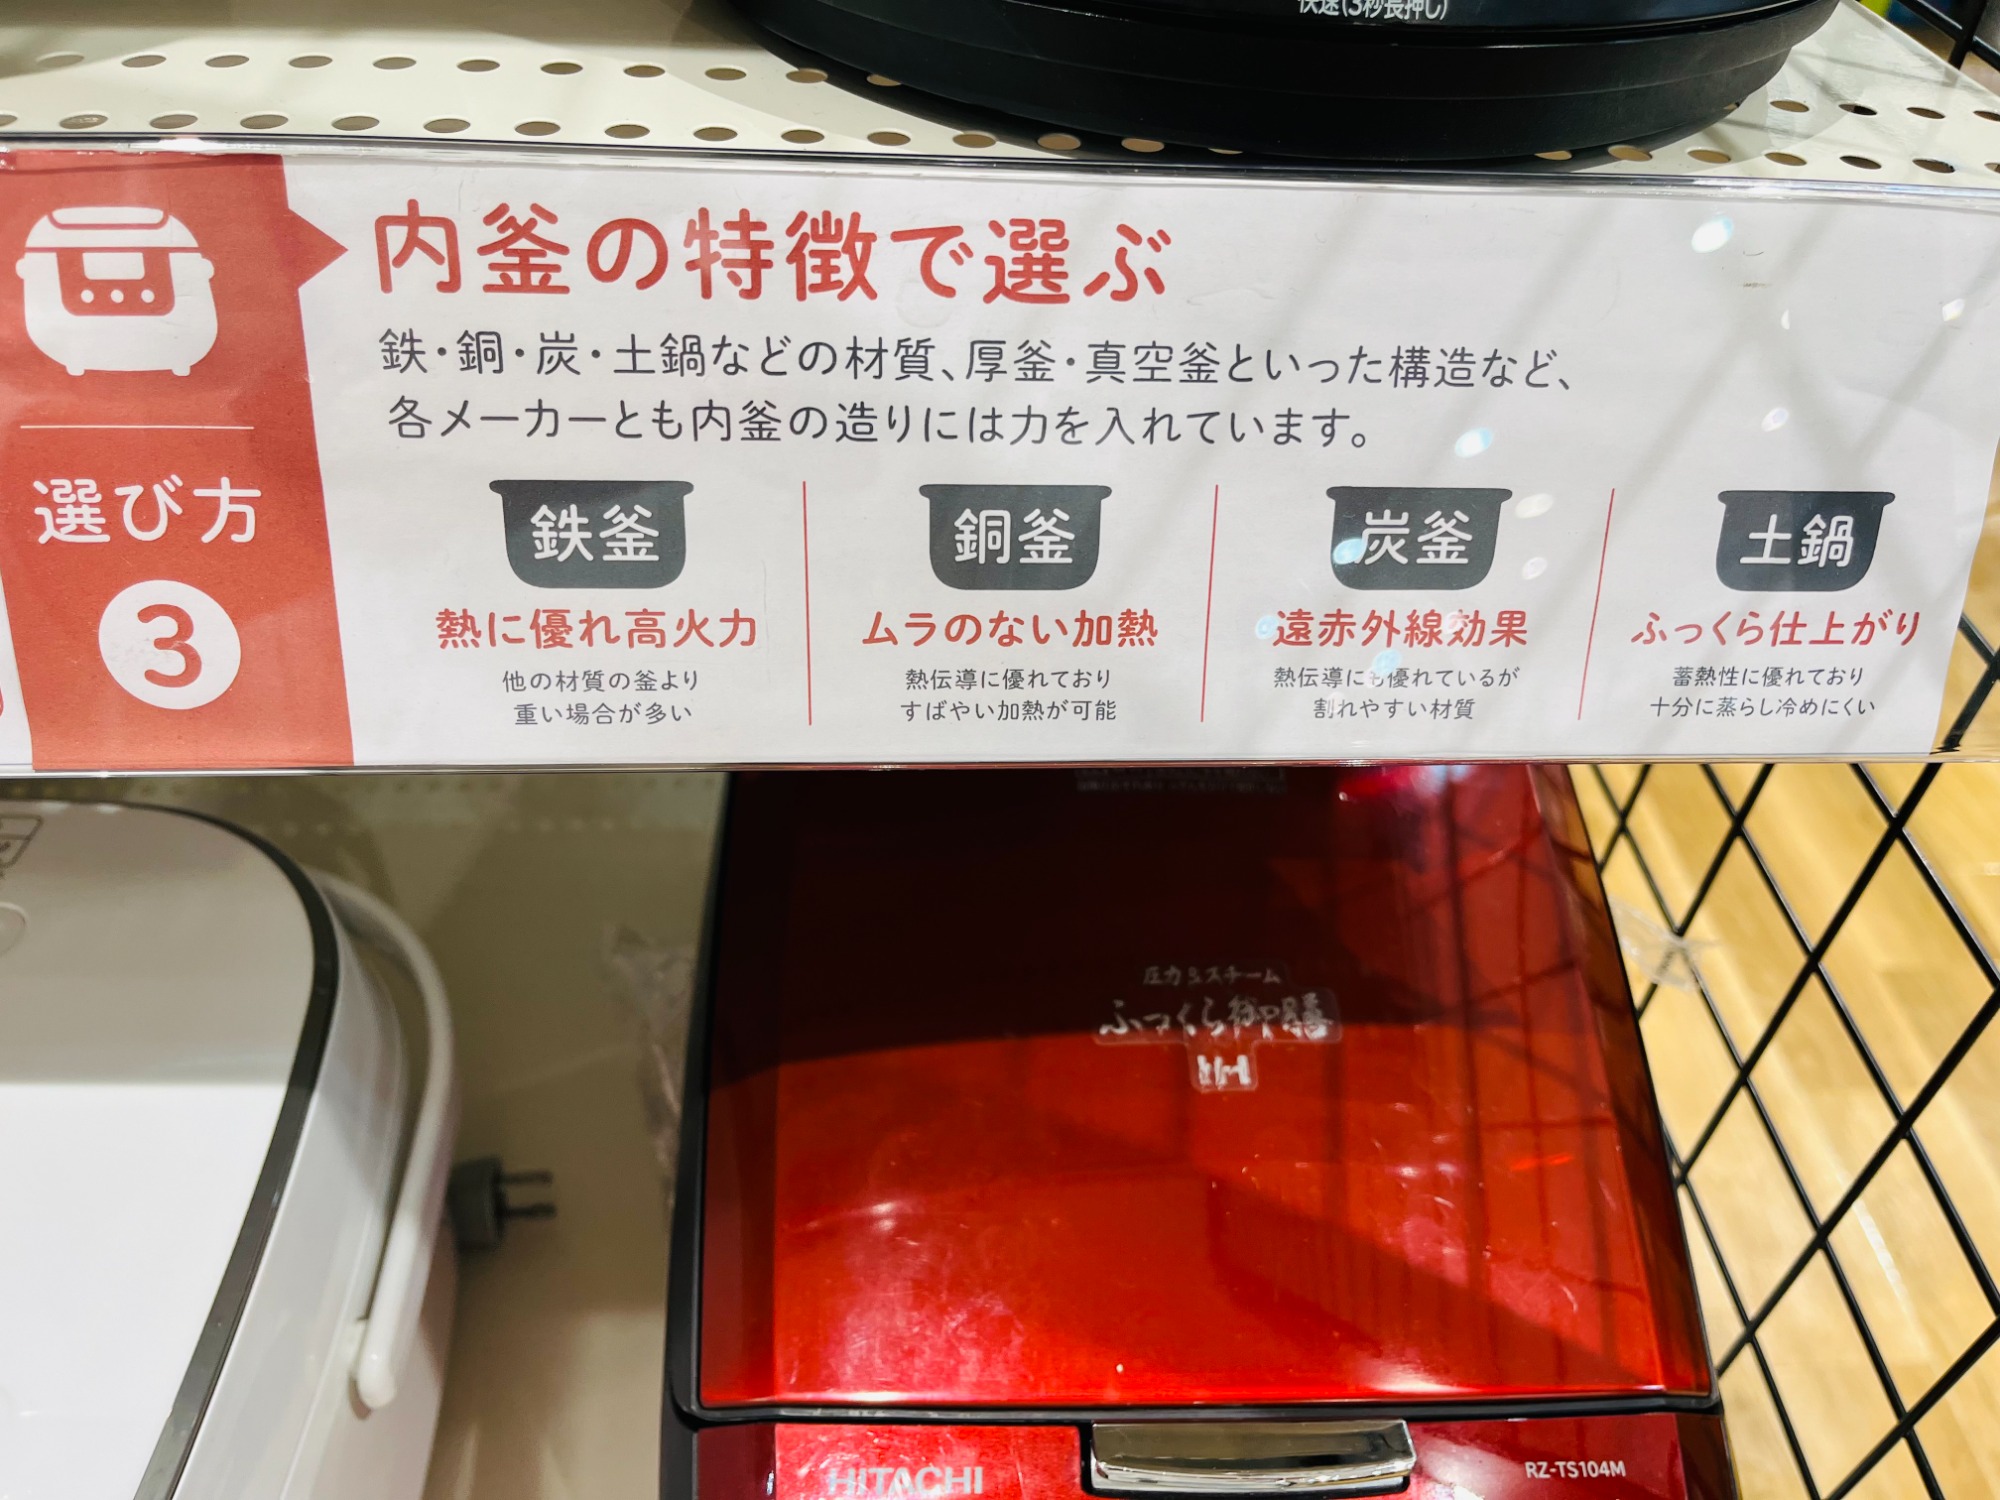 快速(3秒長押し)
選び方
3
内釜の特徴で選ぶ
鉄・銅・炭・土鍋などの材質、厚釜・真空釜といった構造など、
各メーカーとも内釜の造りには力を入れています。
鉄釜
熱に優れ高火力
他の材質の釜より
重い場合が多い
銅釜
ムラのない加熱
熱伝導に優れており
すばやい加熱が可能
炭釜
遠赤外線効果
熱伝導にも優れているが
割れやすい材質
土鍋
ふっくら仕上がり
蓄熱性に優れており
十分に蒸らし冷めにくい
圧力&スチーム
ふっくら御膳
HITACHI
RZ-TS104M